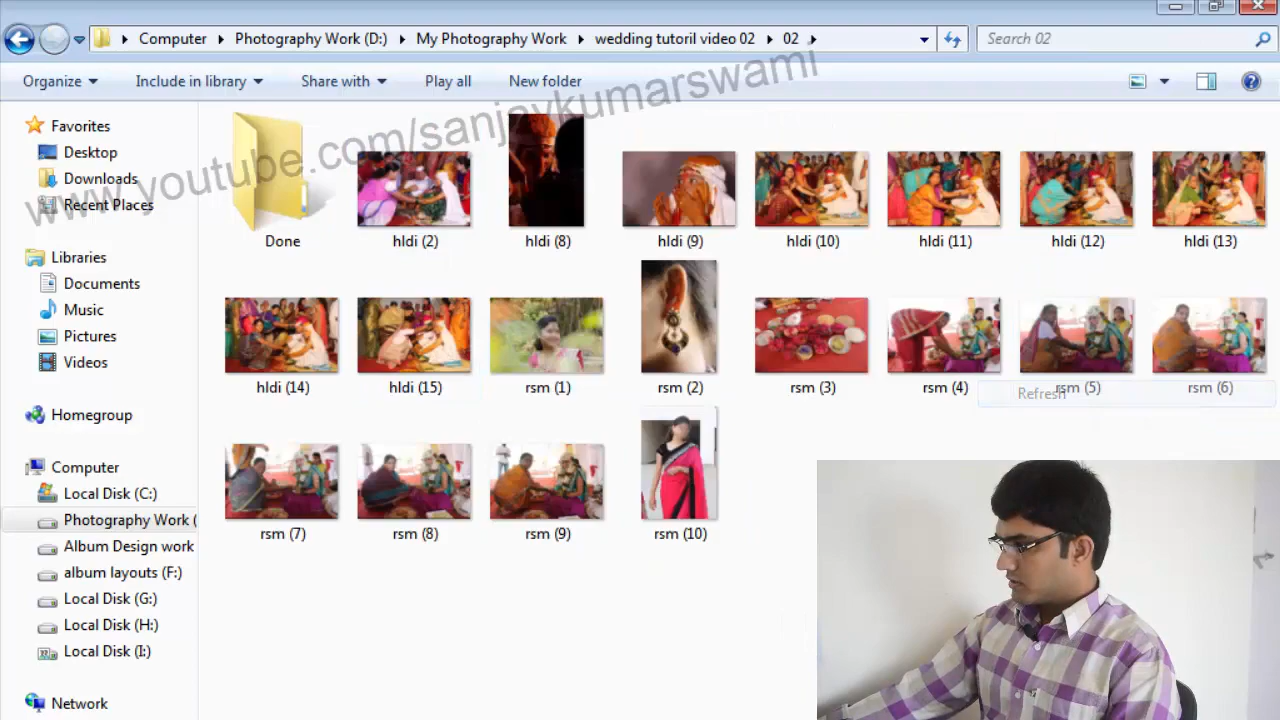 Computer
Photography Work (D:)
My Photography Work
wedding tutoril video 02
02
Search 02
Organize
Include in library
Share with
Play all
New folder
www.youtube.com/sanjaykumarswami
Favorites
Desktop
Downloads
Recent Places
Libraries
Documents
Music
Pictures
Videos
Homegroup
Computer
Local Disk (C:)
Photography Work (
Album Design work
album layouts (F:)
Local Disk (G:)
Local Disk (H:)
Local Disk (I:)
Network
Done
hldi (2)
hldi (8)
hldi (9)
hldi (10)
hldi (11)
hldi (12)
hldi (13)
hldi (14)
hldi (15)
rsm (1)
rsm (2)
rsm (3)
rsm (4)
rsm (5)
rsm (6)
Refresh
rsm (7)
rsm (8)
rsm (9)
rsm (10)